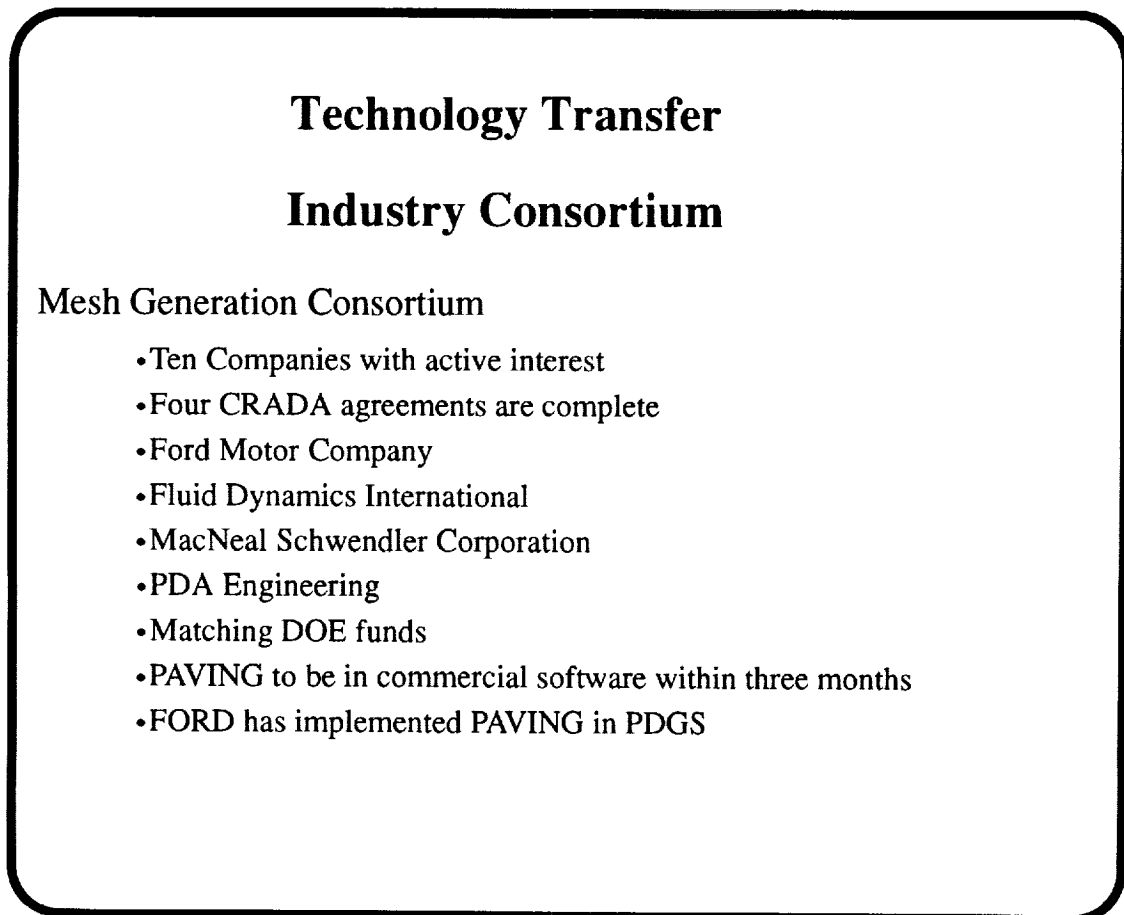 Technology Transfer
Industry Consortium
Mesh Generation Consortium
•Ten Companies with active interest
•Four CRADA agreements are complete
•Ford Motor Company
•Fluid Dynamics International
•MacNeal Schwendler Corporation
•PDA Engineering
•Matching DOE funds
•PAVING to be in commercial software within three months
•FORD has implemented PAVING in PDGS